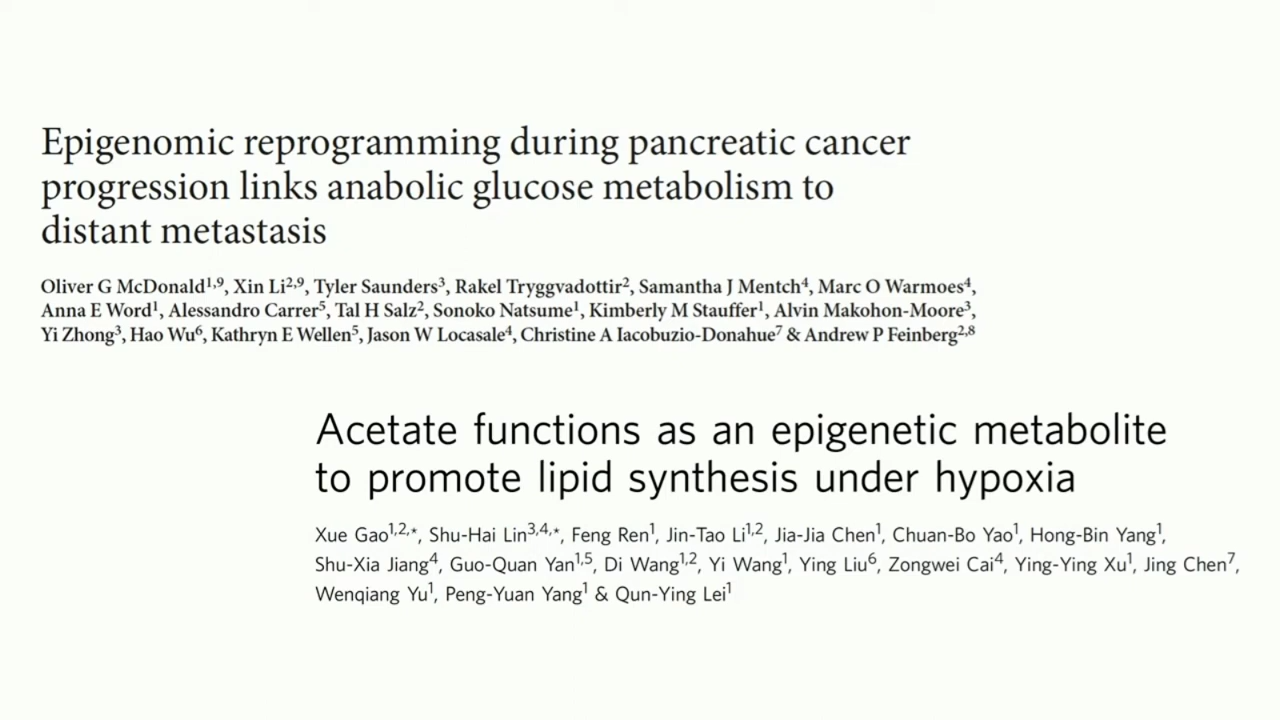 Epigenomic reprogramming during pancreatic cancer
progression links anabolic glucose metabolism to
distant metastasis
Oliver G McDonald1,9, Xin Li2,9, Tyler Saunders3, Rakel Tryggvadottir2, Samantha J Mentch4, Marc O Warmoes4,
Anna E Word1, Alessandro Carrer5, Tal H Salz2, Sonoko Natsume1, Kimberly M Stauffer1, Alvin Makohon-Moore3,
Yi Zhong3, Hao Wu6, Kathryn E Wellen5, Jason W Locasale4, Christine A Iacobuzio-Donahue7 & Andrew P Feinberg2,8
Acetate functions as an epigenetic metabolite
to promote lipid synthesis under hypoxia
Xue Gao1,2,*, Shu-Hai Lin3,4,*, Feng Ren1, Jin-Tao Li1,2, Jia-Jia Chen1, Chuan-Bo Yao1, Hong-Bin Yang1,
Shu-Xia Jiang4, Guo-Quan Yan1,5, Di Wang1,2, Yi Wang1, Ying Liu6, Zongwei Cai4, Ying-Ying Xu1, Jing Chen7,
Wenqiang Yu1, Peng-Yuan Yang1 & Qun-Ying Lei1